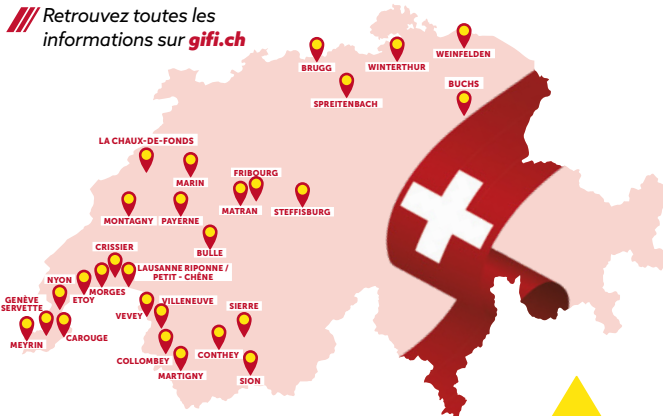 Retrouvez toutes les
informations sur gifi.ch
BRUGG
WINTERTHUR
WEINFELDEN
SPREITENBACH
BUCHS
LA CHAUX-DE-FONDS
MARIN
FRIBOURG
MATRAN
STEFFISBURG
MONTAGNY
PAYERNE
BULLE
CRISSIER
LAUSANNE RIPONNE /
PETIT - CHÊNE
NYON
ETOY
MORGES
GENÈVE
SERVETTE
VEVEY
VILLENEUVE
SIERRE
MEYRIN
CAROUGE
COLLOMBEY
CONTHEY
MARTIGNY
SION